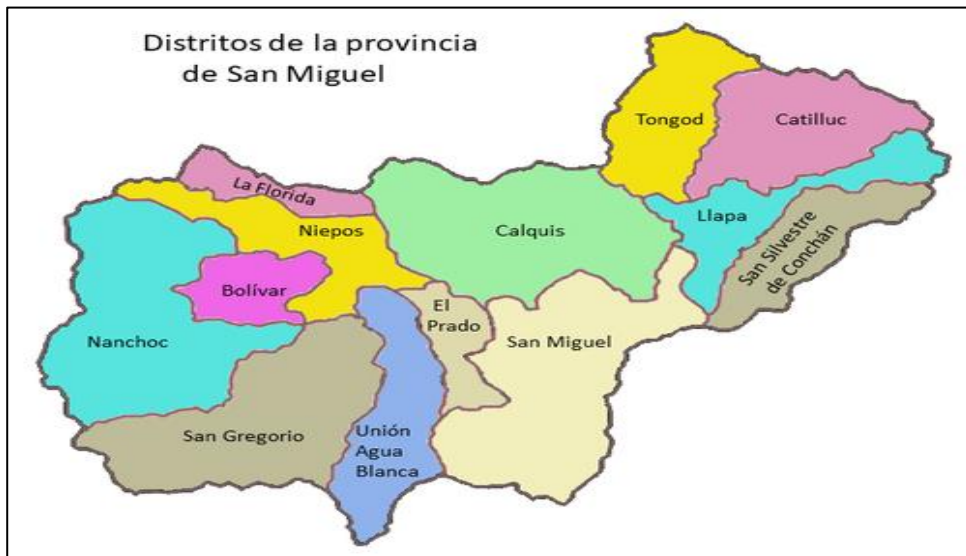 Distritos de la provincia
de San Miguel
Tongod
Catilluc
La Florida
Niepos
Calquis
Llapa
San Silvestre
de Conchán
Bolívar
El
Prado
Nanchoc
San Miguel
San Gregorio
Unión
Agua
Blanca